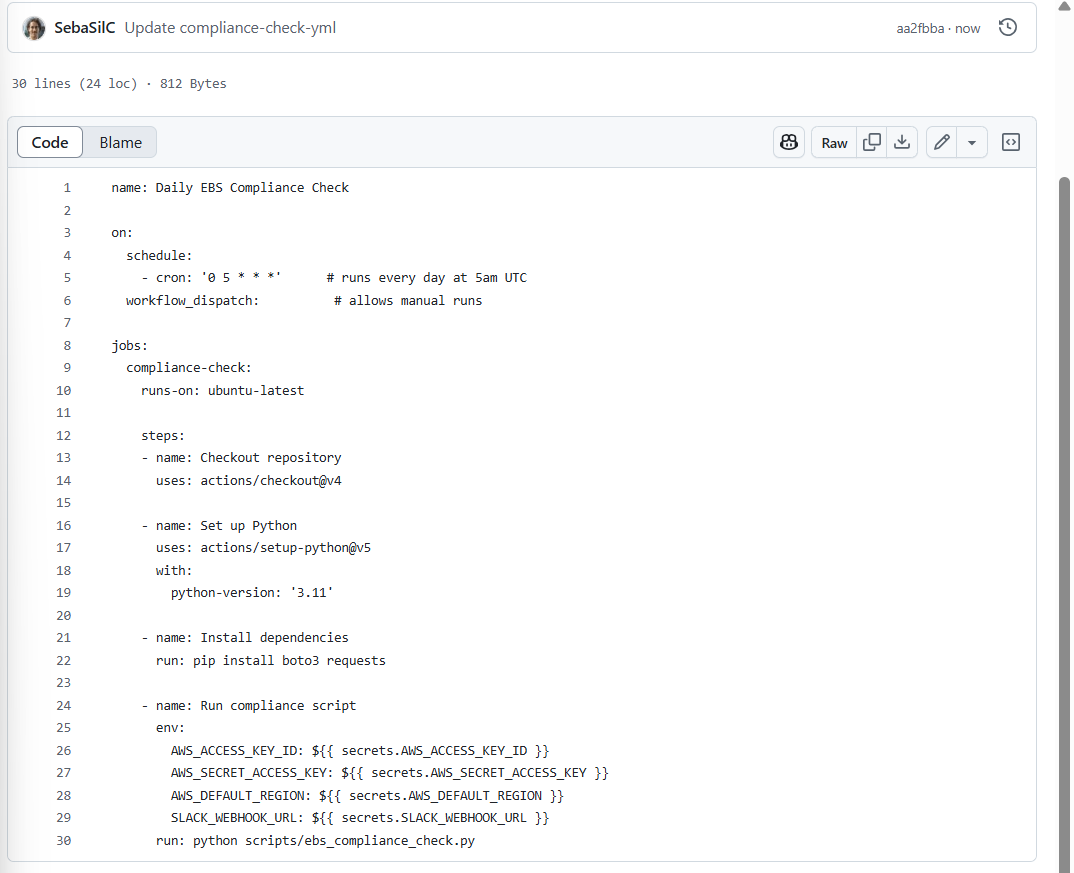 SebaSilC Update compliance-check-yml aa2fbba · now
30 lines (24 loc) · 812 Bytes
Code Blame Raw
1 name: Daily EBS Compliance Check
2
3 on:
4   schedule:
5     - cron: '0 5 * * *'      # runs every day at 5am UTC
6   workflow_dispatch:          # allows manual runs
7
8 jobs:
9   compliance-check:
10     runs-on: ubuntu-latest
11
12     steps:
13     - name: Checkout repository
14       uses: actions/checkout@v4
15
16     - name: Set up Python
17       uses: actions/setup-python@v5
18       with:
19         python-version: '3.11'
20
21     - name: Install dependencies
22       run: pip install boto3 requests
23
24     - name: Run compliance script
25       env:
26         AWS_ACCESS_KEY_ID: ${{ secrets.AWS_ACCESS_KEY_ID }}
27         AWS_SECRET_ACCESS_KEY: ${{ secrets.AWS_SECRET_ACCESS_KEY }}
28         AWS_DEFAULT_REGION: ${{ secrets.AWS_DEFAULT_REGION }}
29         SLACK_WEBHOOK_URL: ${{ secrets.SLACK_WEBHOOK_URL }}
30       run: python scripts/ebs_compliance_check.py